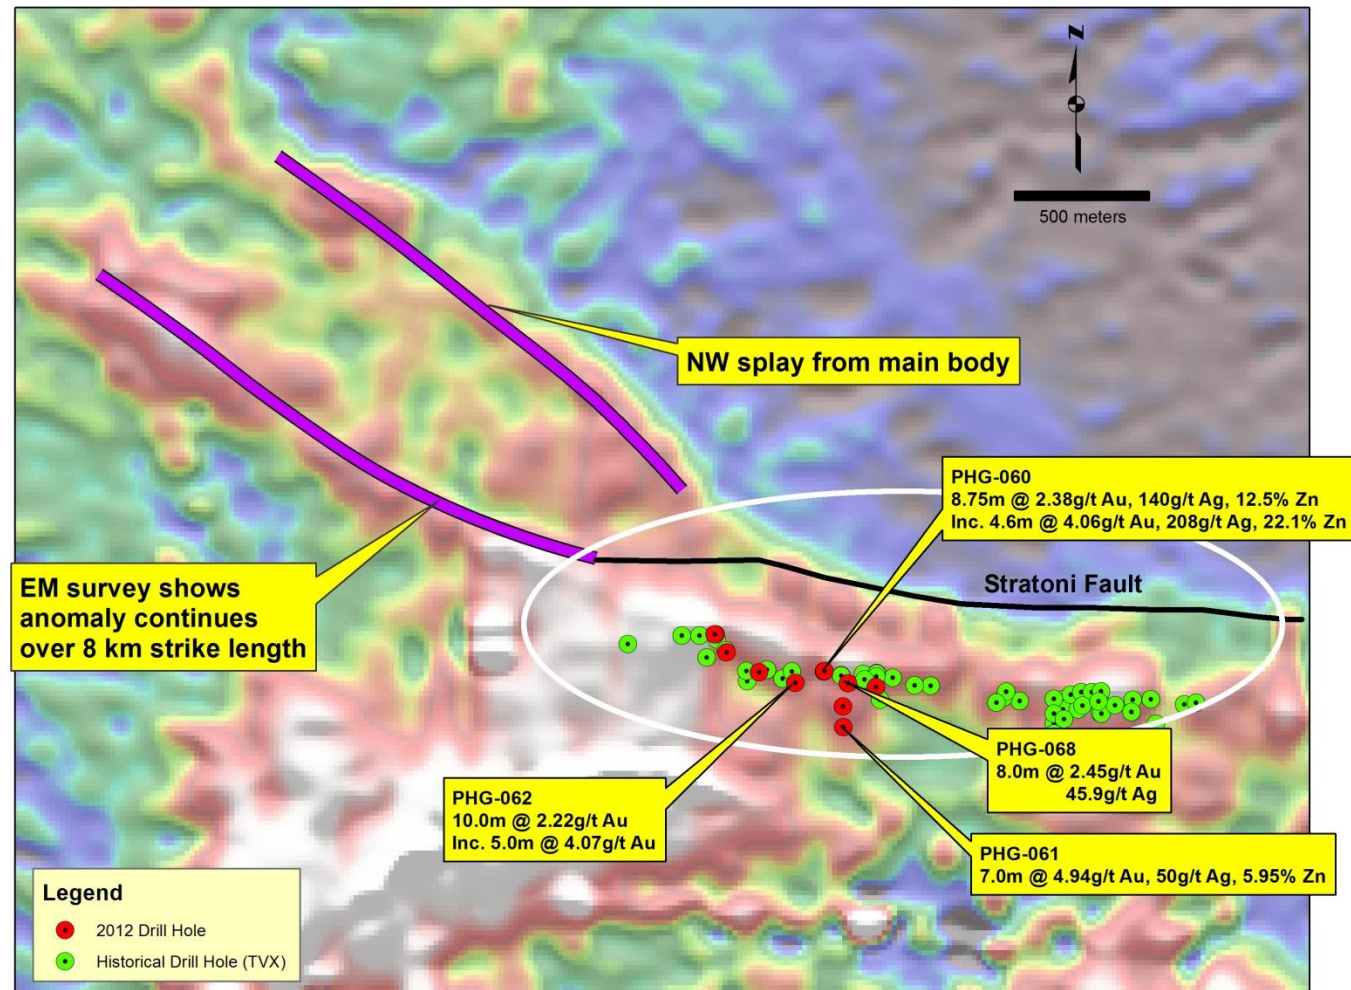 N
500 meters
NW splay from main body
PHG-060
8.75m @ 2.38g/t Au, 140g/t Ag, 12.5% Zn
Inc. 4.6m @ 4.06g/t Au, 208g/t Ag, 22.1% Zn
EM survey shows
anomaly continues
over 8 km strike length
Stratoni Fault
PHG-068
8.0m @ 2.45g/t Au
45.9g/t Ag
PHG-062
10.0m @ 2.22g/t Au
Inc. 5.0m @ 4.07g/t Au
PHG-061
7.0m @ 4.94g/t Au, 50g/t Ag, 5.95% Zn
Legend
2012 Drill Hole
Historical Drill Hole (TVX)